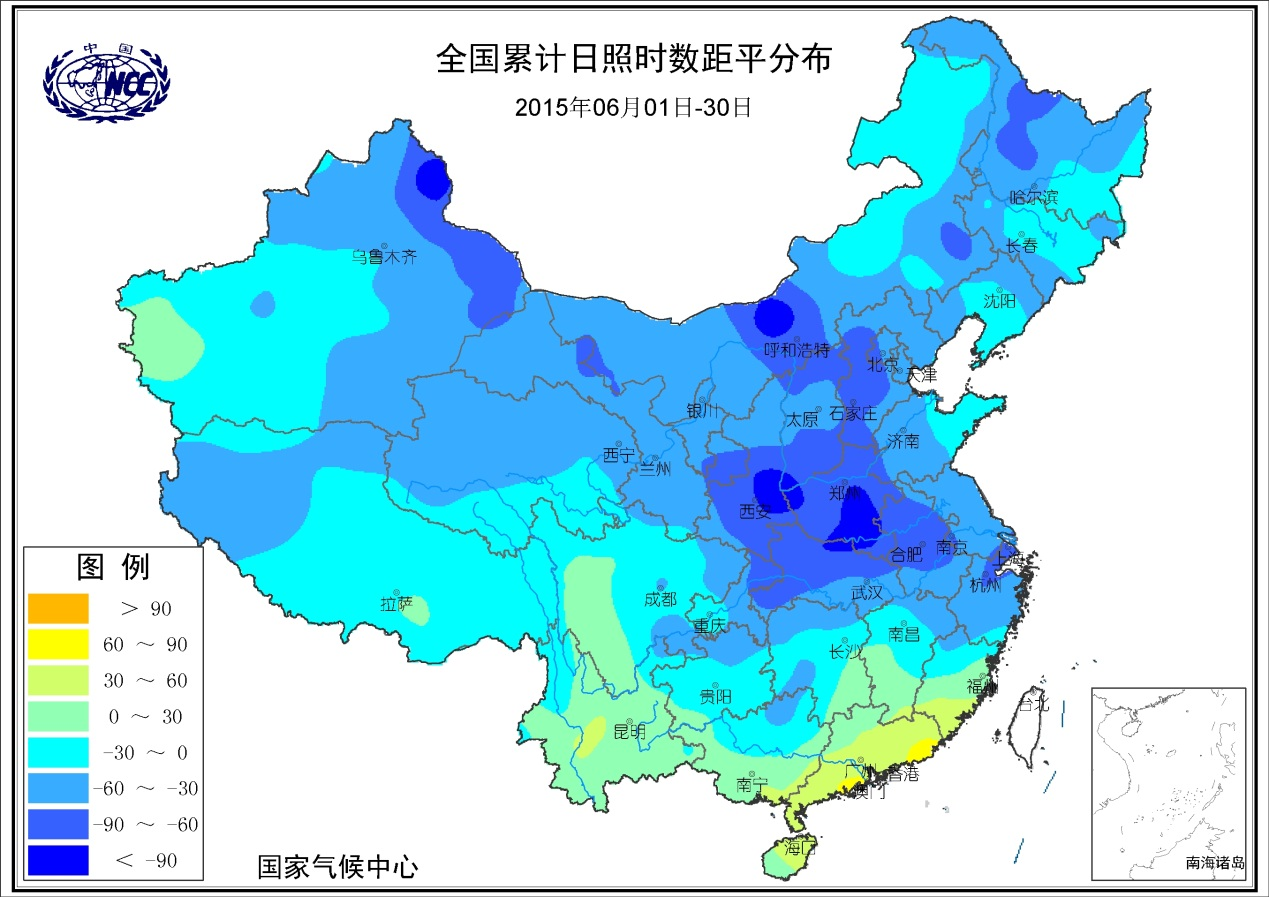 全国累计日照时数距平分布
2015年06月01日-30日
中 国
NCC
哈尔滨
长春
乌鲁木齐
沈阳
呼和浩特
北京
天津
银川
太原
石家庄
济南
西宁
兰州
西安
郑州
合肥
南京
上海
杭州
武汉
拉萨
成都
重庆
南昌
长沙
贵阳
福州
台北
昆明
南宁
广州
香港
澳门
海口
图 例
＞ 90
60 ～ 90
30 ～ 60
0 ～ 30
-30 ～ 0
-60 ～ -30
-90 ～ -60
＜ -90
国家气候中心
南海诸岛